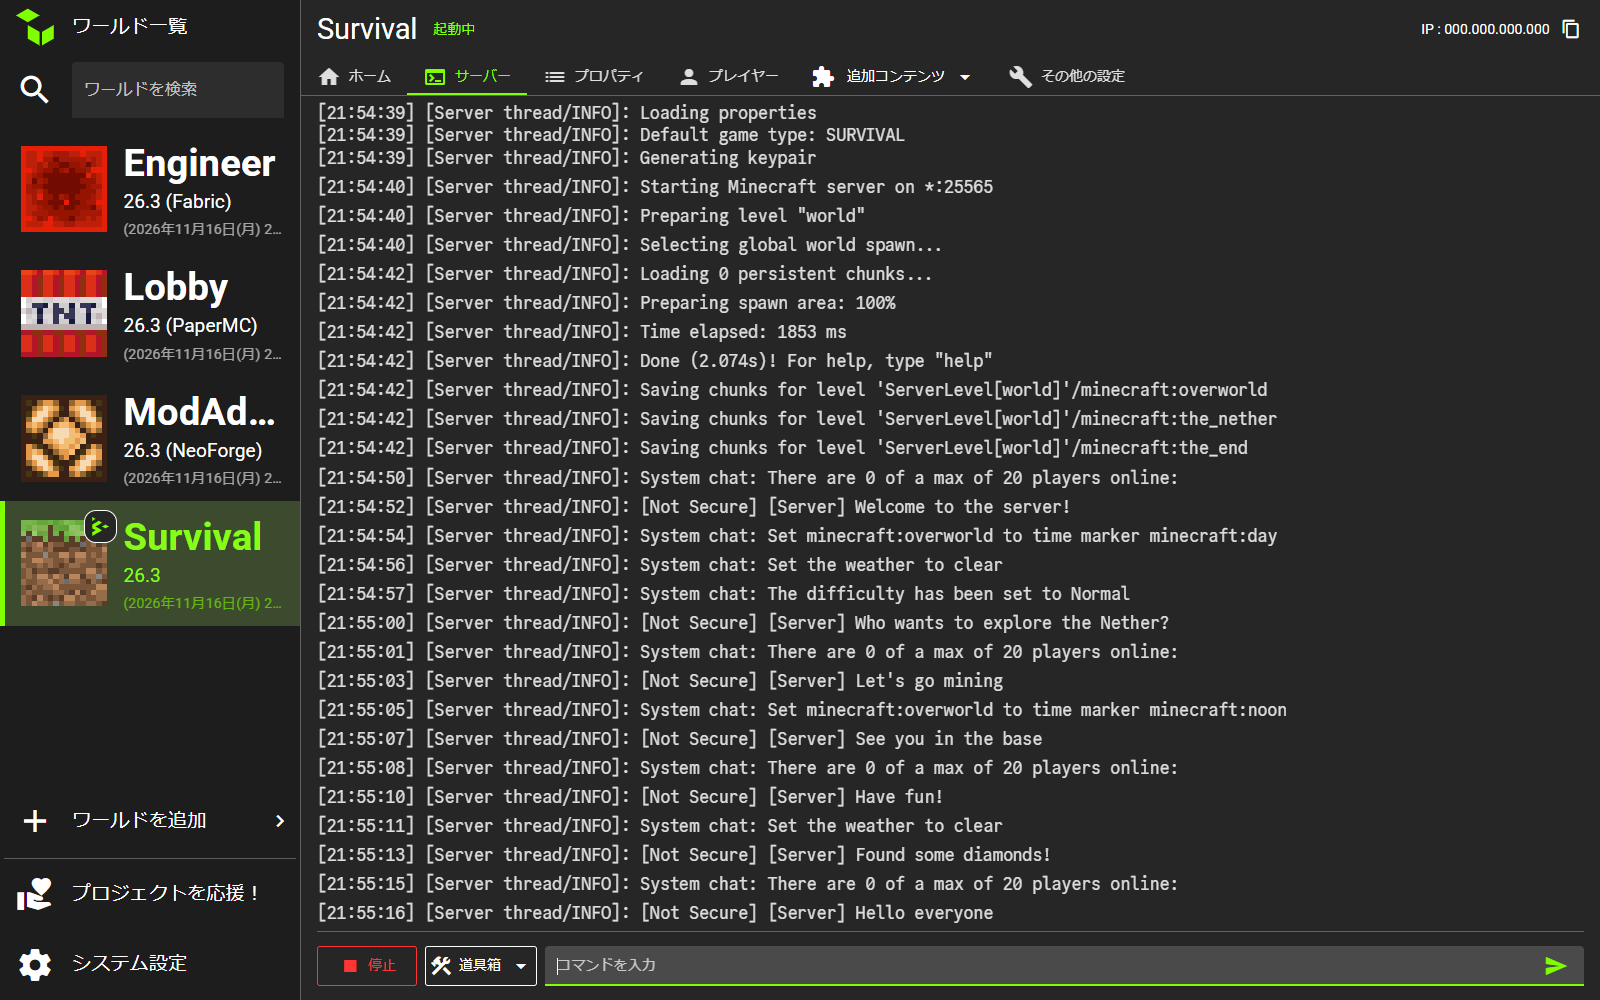 ワールド一覧
ワールドを検索
Engineer
26.3 (Fabric)
(2026年11月16日(月) 2...
Lobby
26.3 (PaperMC)
(2026年11月16日(月) 2...
ModAd...
26.3 (NeoForge)
(2026年11月16日(月) 2...
Survival
26.3
(2026年11月16日(月) 2...
ワールドを追加
プロジェクトを応援！
システム設定
Survival 起動中
IP : 000.000.000.000
ホーム サーバー プロパティ プレイヤー 追加コンテンツ その他の設定
[21:54:39] [Server thread/INFO]: Loading properties
[21:54:39] [Server thread/INFO]: Default game type: SURVIVAL
[21:54:39] [Server thread/INFO]: Generating keypair
[21:54:40] [Server thread/INFO]: Starting Minecraft server on *:25565
[21:54:40] [Server thread/INFO]: Preparing level "world"
[21:54:40] [Server thread/INFO]: Selecting global world spawn...
[21:54:42] [Server thread/INFO]: Loading 0 persistent chunks...
[21:54:42] [Server thread/INFO]: Preparing spawn area: 100%
[21:54:42] [Server thread/INFO]: Time elapsed: 1853 ms
[21:54:42] [Server thread/INFO]: Done (2.074s)! For help, type "help"
[21:54:42] [Server thread/INFO]: Saving chunks for level 'ServerLevel[world]'/minecraft:overworld
[21:54:42] [Server thread/INFO]: Saving chunks for level 'ServerLevel[world]'/minecraft:the_nether
[21:54:42] [Server thread/INFO]: Saving chunks for level 'ServerLevel[world]'/minecraft:the_end
[21:54:50] [Server thread/INFO]: System chat: There are 0 of a max of 20 players online:
[21:54:52] [Server thread/INFO]: [Not Secure] [Server] Welcome to the server!
[21:54:54] [Server thread/INFO]: System chat: Set minecraft:overworld to time marker minecraft:day
[21:54:56] [Server thread/INFO]: System chat: Set the weather to clear
[21:54:57] [Server thread/INFO]: System chat: The difficulty has been set to Normal
[21:55:00] [Server thread/INFO]: [Not Secure] [Server] Who wants to explore the Nether?
[21:55:01] [Server thread/INFO]: System chat: There are 0 of a max of 20 players online:
[21:55:03] [Server thread/INFO]: [Not Secure] [Server] Let's go mining
[21:55:05] [Server thread/INFO]: System chat: Set minecraft:overworld to time marker minecraft:noon
[21:55:07] [Server thread/INFO]: [Not Secure] [Server] See you in the base
[21:55:08] [Server thread/INFO]: System chat: There are 0 of a max of 20 players online:
[21:55:10] [Server thread/INFO]: [Not Secure] [Server] Have fun!
[21:55:11] [Server thread/INFO]: System chat: Set the weather to clear
[21:55:13] [Server thread/INFO]: [Not Secure] [Server] Found some diamonds!
[21:55:15] [Server thread/INFO]: System chat: There are 0 of a max of 20 players online:
[21:55:16] [Server thread/INFO]: [Not Secure] [Server] Hello everyone
停止 道具箱 コマンドを入力
TNT